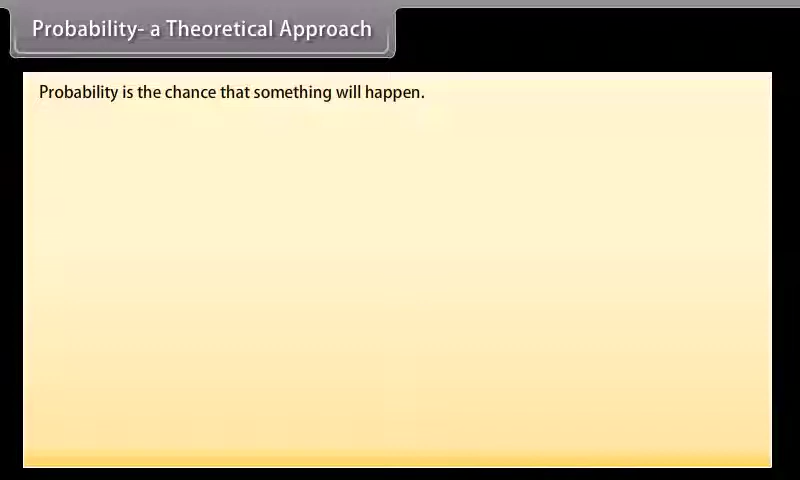 Probability- a Theoretical Approach
Probability is the chance that something will happen.